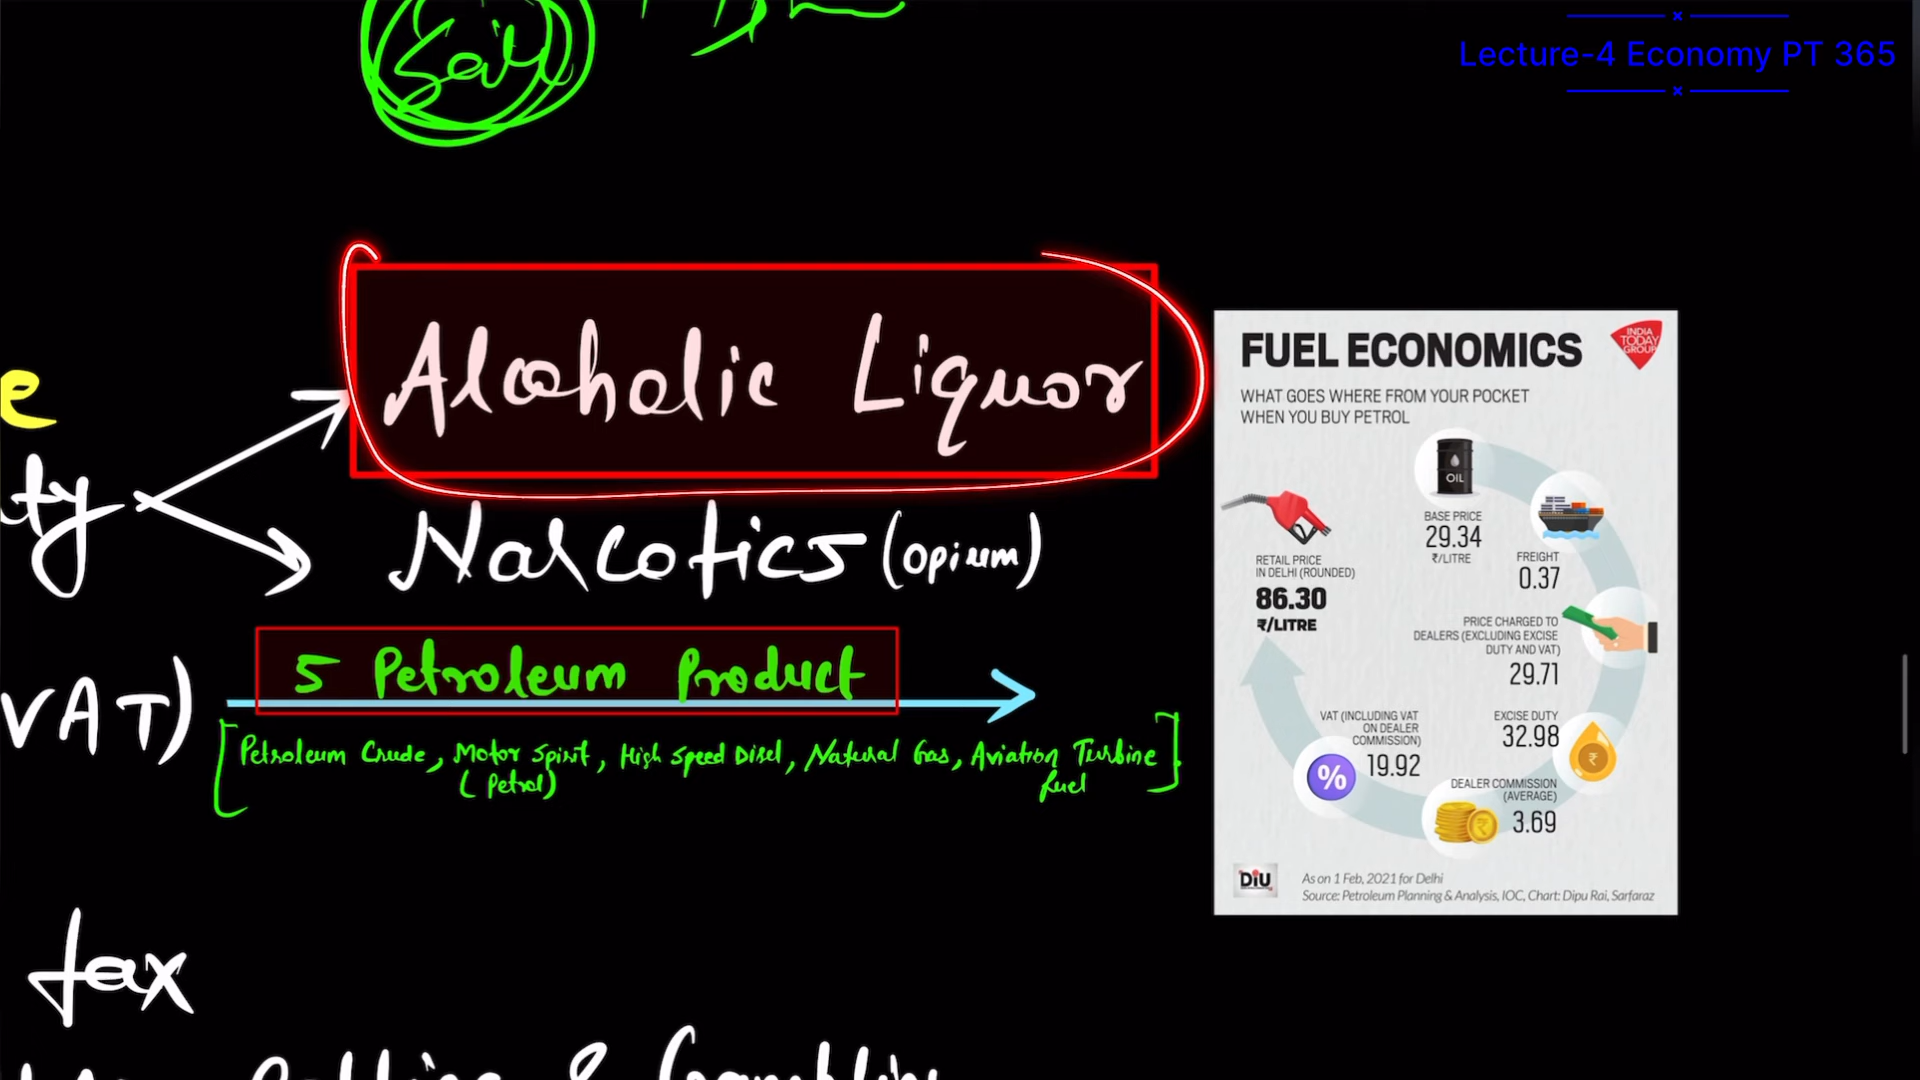 Soil
Lecture-4 Economy PT 365
Alcoholic Liquor
e
ty
Narcotics (opium)
VAT)
5 Petroleum Product
[Petroleum Crude, Motor Spirit, High Speed Disel, Natural Gas, Aviation Turbine
(Petrol)
fuel]
tax
& Gambling
FUEL ECONOMICS
INDIA
TODAY
GROUP
WHAT GOES WHERE FROM YOUR POCKET
WHEN YOU BUY PETROL
OIL
BASE PRICE
29.34
₹/LITRE
FREIGHT
0.37
PRICE CHARGED TO
DEALERS (EXCLUDING EXCISE
DUTY AND VAT)
29.71
EXCISE DUTY
32.98
₹
DEALER COMMISSION
(AVERAGE)
3.69
₹
VAT (INCLUDING VAT
ON DEALER
COMMISSION)
19.92
%
RETAIL PRICE
IN DELHI (ROUNDED)
86.30
₹/LITRE
DIU
As on 1 Feb, 2021 for Delhi
Source: Petroleum Planning & Analysis, IOC, Chart: Dipu Rai, Sarfaraz